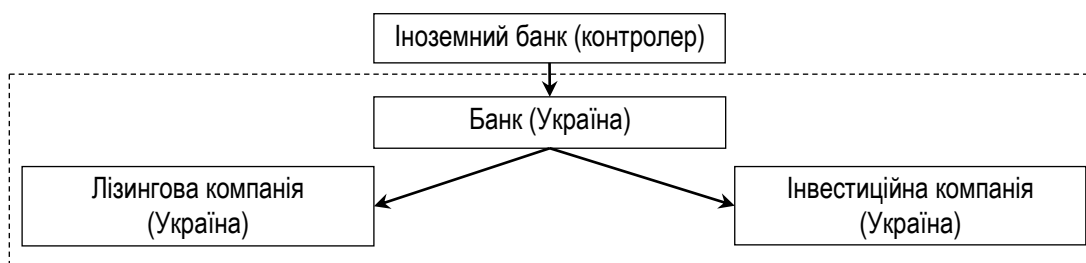 Іноземний банк (контролер)
Банк (Україна)
Лізингова компанія
(Україна)
Інвестиційна компанія
(Україна)